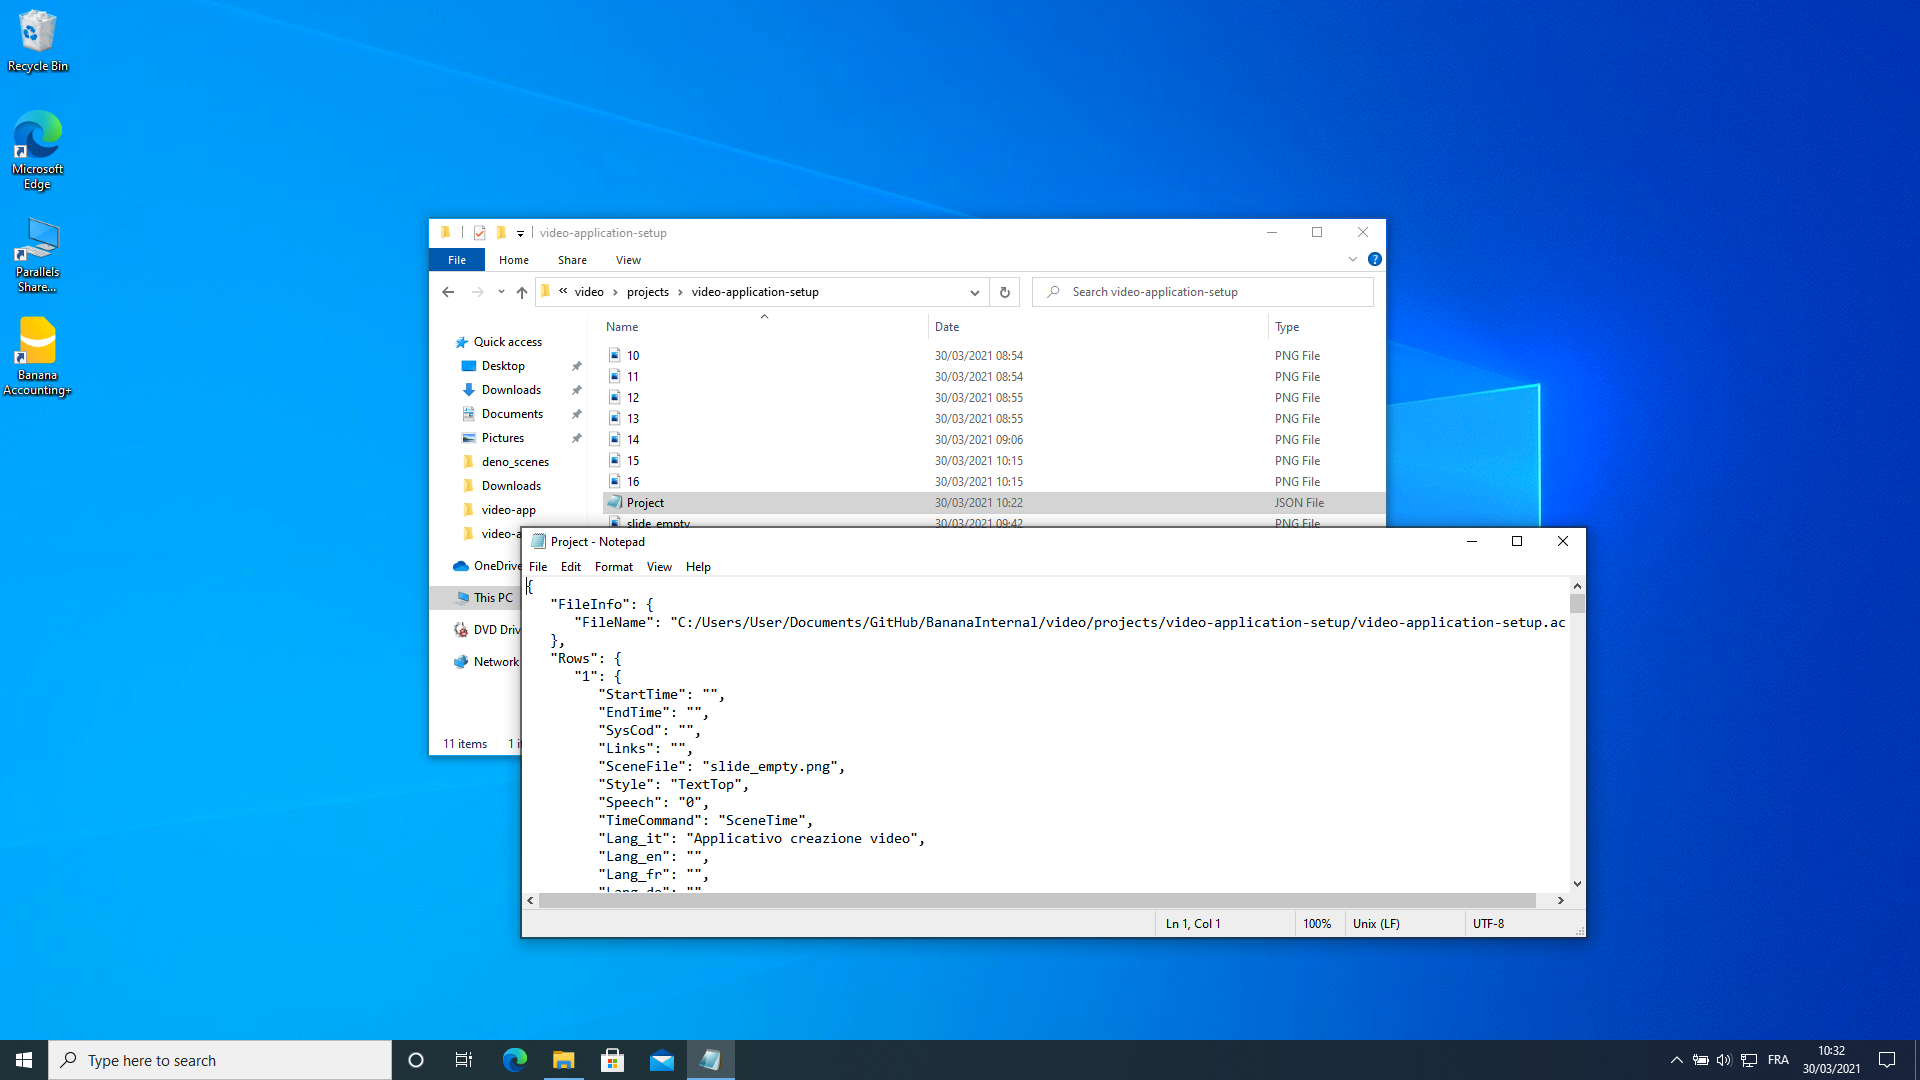 Recycle Bin
Microsoft
Edge
Parallels
Share...
Banana
Accounting+
video-application-setup
File Home Share View
« video › projects › video-application-setup
Search video-application-setup
Name Date Type
Quick access
Desktop
Downloads
Documents
Pictures
deno_scenes
Downloads
video-app
video-a
OneDrive
This PC
DVD Driv
Network
10 30/03/2021 08:54 PNG File
11 30/03/2021 08:54 PNG File
12 30/03/2021 08:55 PNG File
13 30/03/2021 08:55 PNG File
14 30/03/2021 09:06 PNG File
15 30/03/2021 10:15 PNG File
16 30/03/2021 10:15 PNG File
Project 30/03/2021 10:22 JSON File
slide_empty 30/03/2021 09:42 PNG File
11 items 1 i
Project - Notepad
File Edit Format View Help
{
"FileInfo": {
"FileName": "C:/Users/User/Documents/GitHub/BananaInternal/video/projects/video-application-setup/video-application-setup.ac
},
"Rows": {
"1": {
"StartTime": "",
"EndTime": "",
"SysCod": "",
"Links": "",
"SceneFile": "slide_empty.png",
"Style": "TextTop",
"Speech": "0",
"TimeCommand": "SceneTime",
"Lang_it": "Applicativo creazione video",
"Lang_en": "",
"Lang_fr": "",
"Lang_de": ""
Ln 1, Col 1 100% Unix (LF) UTF-8
Type here to search
FRA
10:32
30/03/2021